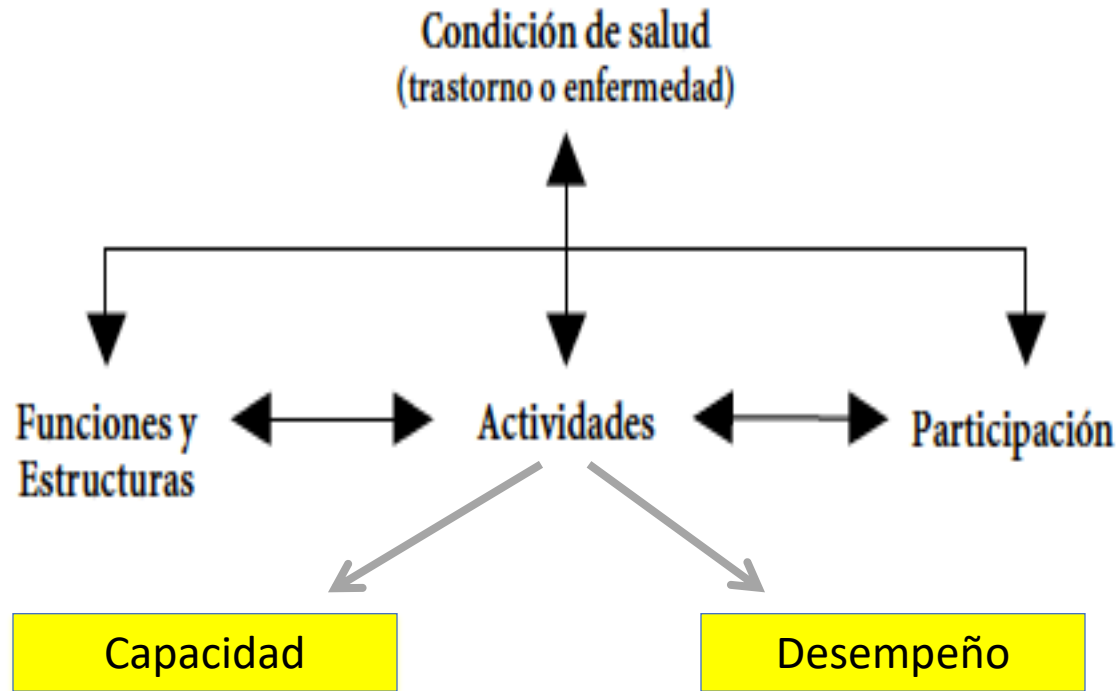 Condición de salud
(trastorno o enfermedad)
Funciones y
Estructuras
Actividades
Participación
Capacidad
Desempeño